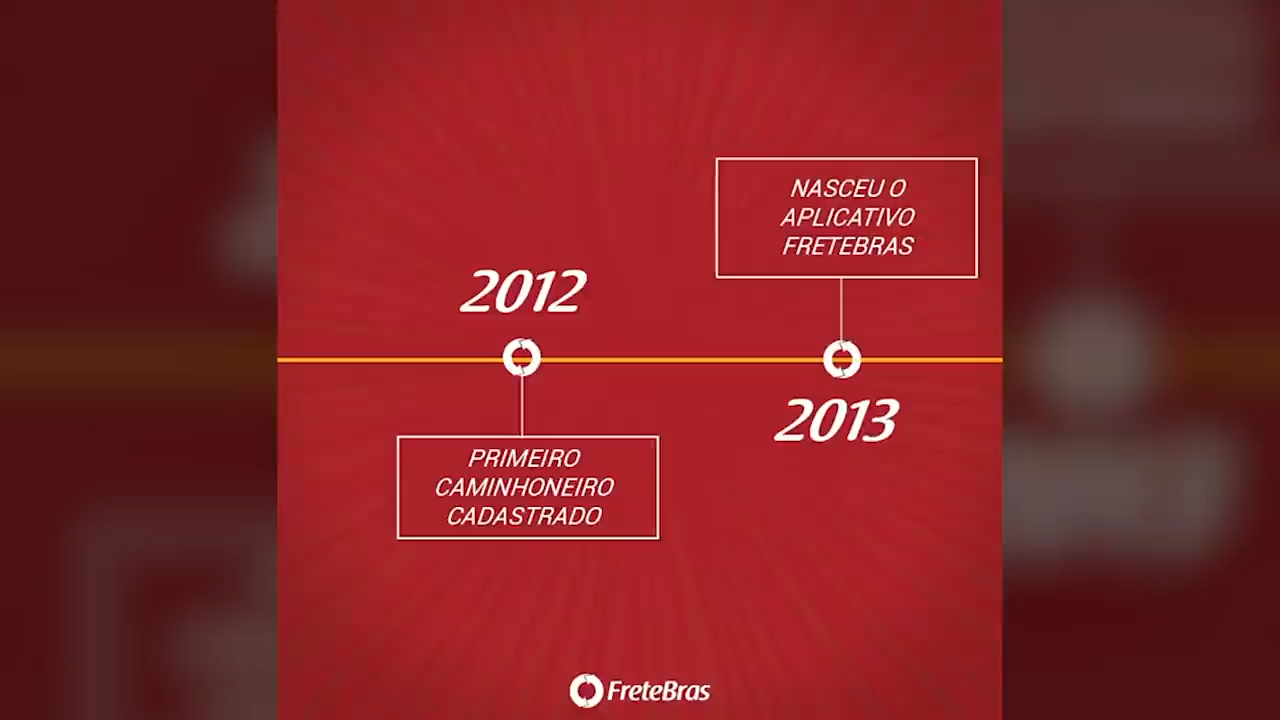 2012
PRIMEIRO
CAMINHONEIRO
CADASTRADO
NASCEU O
APLICATIVO
FRETEBRAS
2013
FreteBras